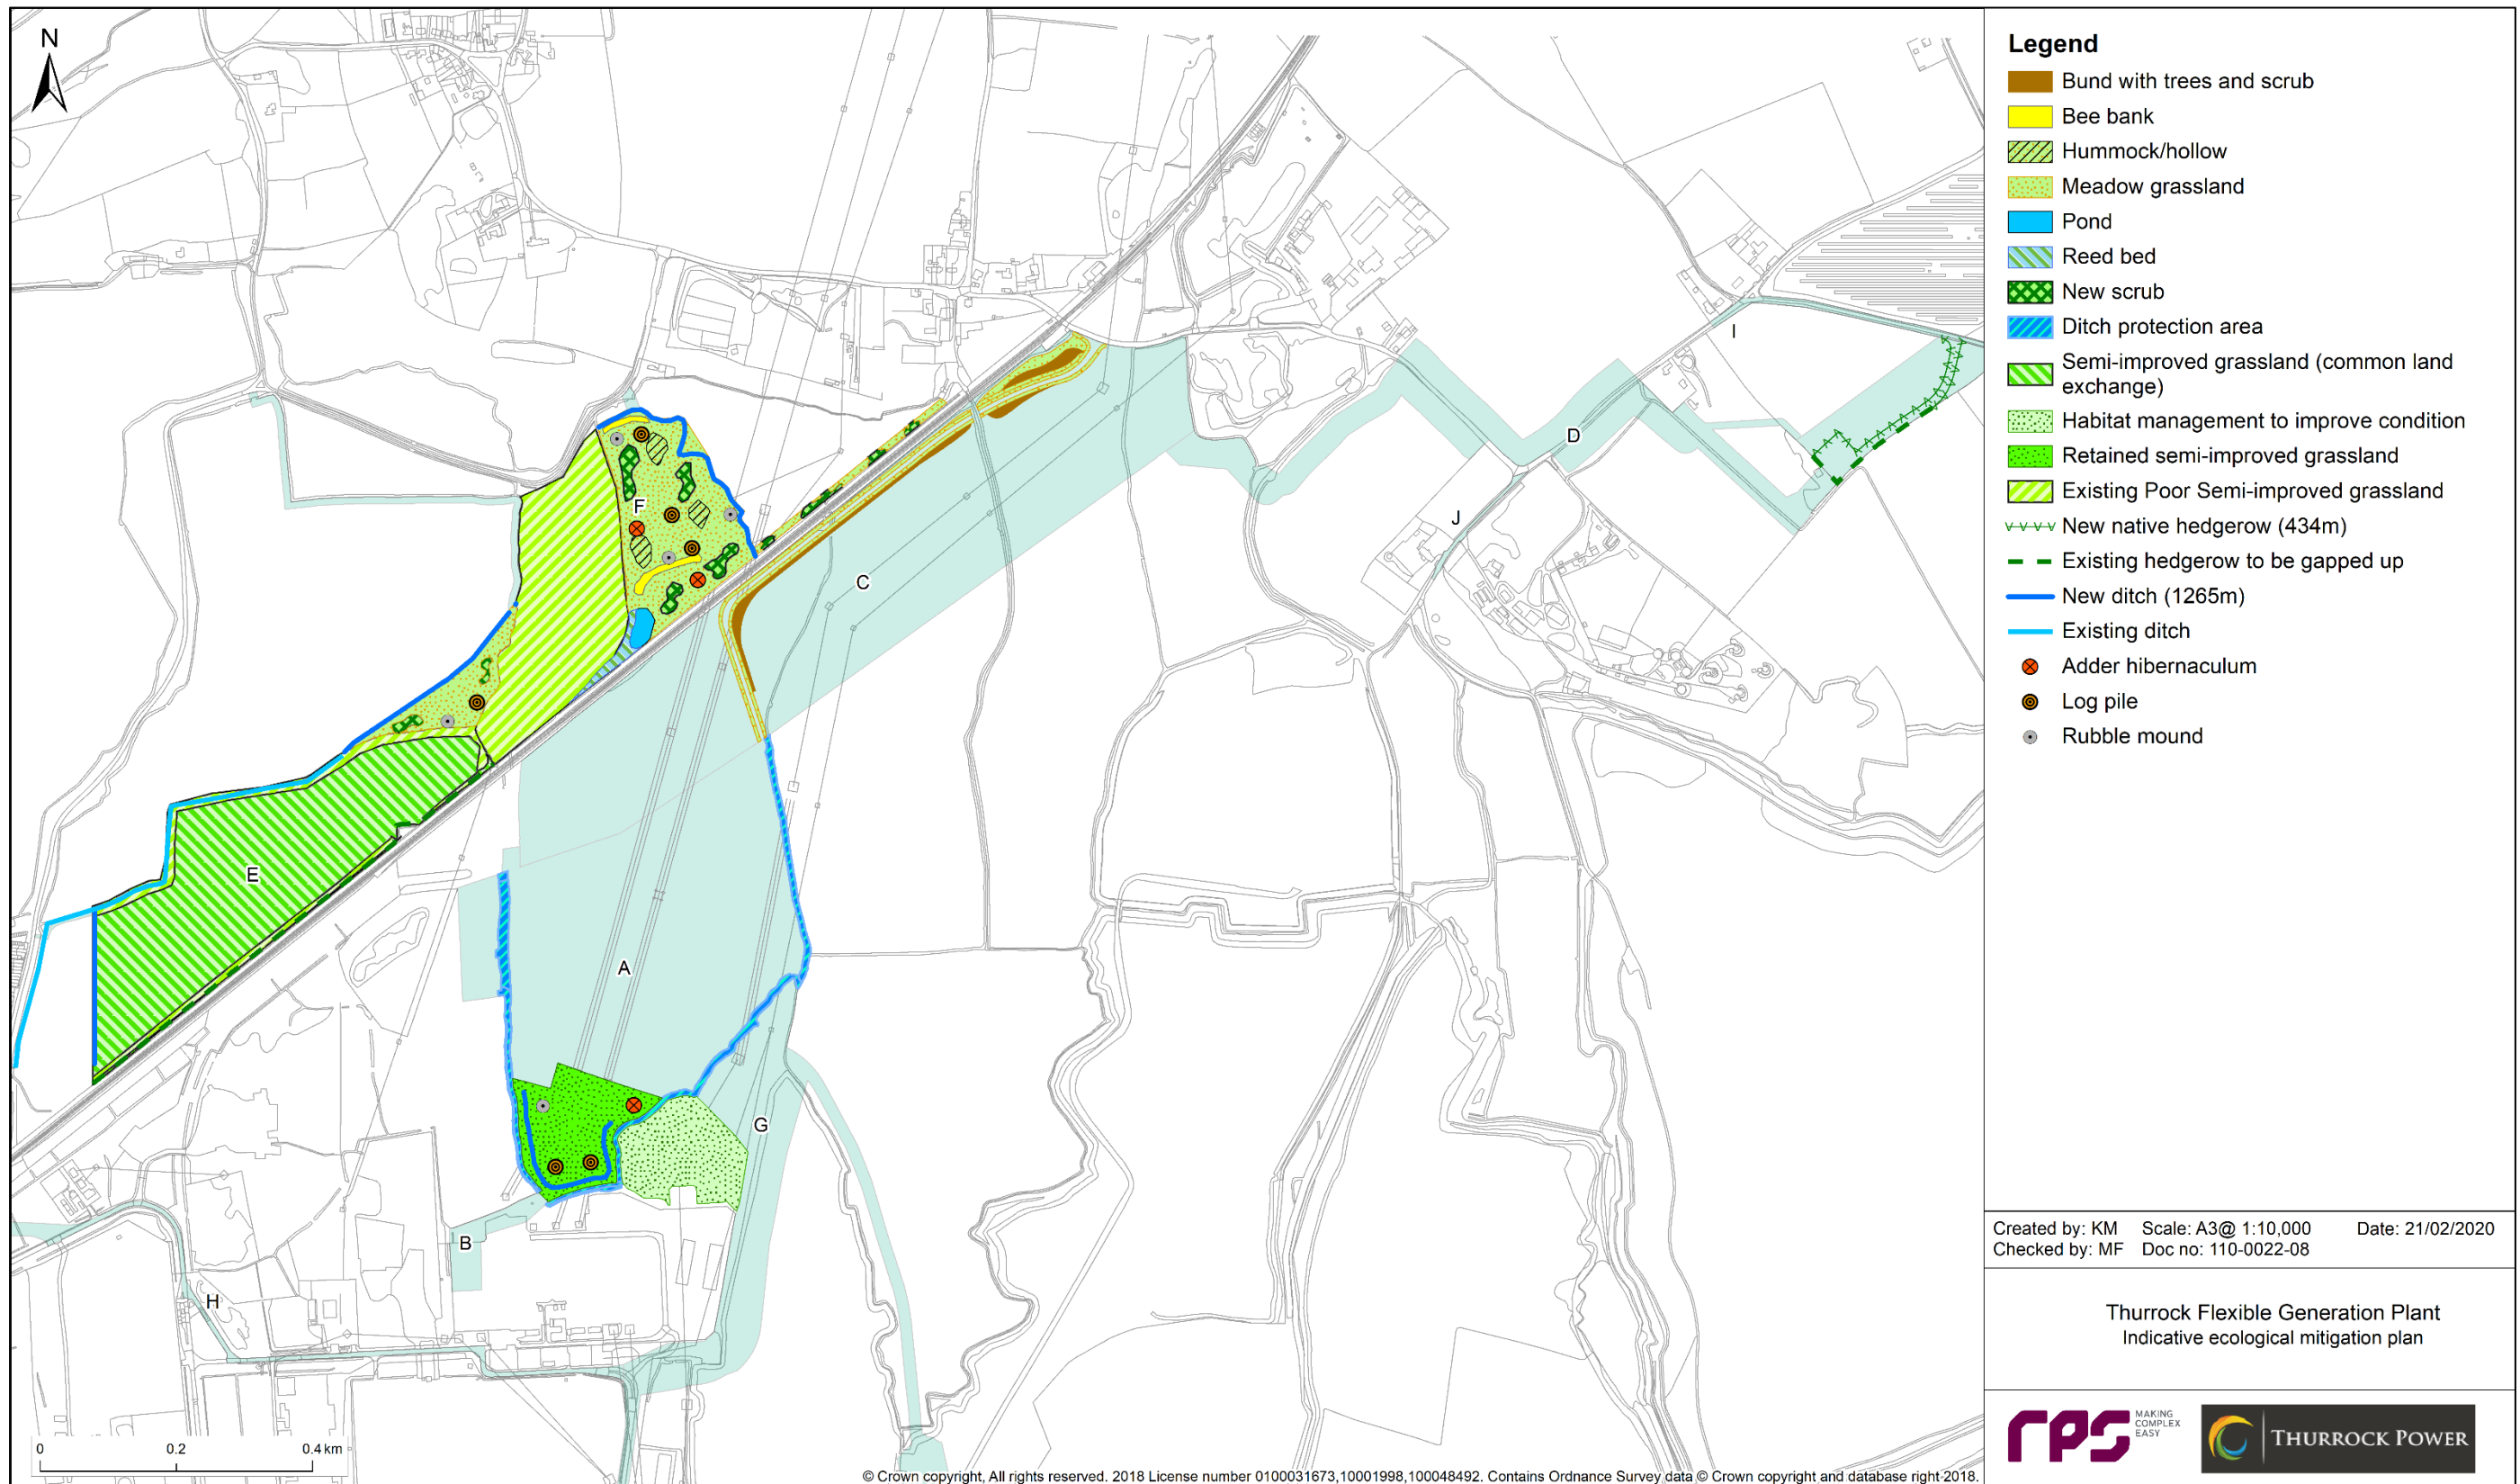 N
F
C
D
I
J
E
A
G
B
H
0 0.2 0.4 km
© Crown copyright, All rights reserved. 2018 License number 0100031673,10001998,100048492. Contains Ordnance Survey data © Crown copyright and database right 2018.
Legend
Bund with trees and scrub
Bee bank
Hummock/hollow
Meadow grassland
Pond
Reed bed
New scrub
Ditch protection area
Semi-improved grassland (common land
exchange)
Habitat management to improve condition
Retained semi-improved grassland
Existing Poor Semi-improved grassland
New native hedgerow (434m)
Existing hedgerow to be gapped up
New ditch (1265m)
Existing ditch
Adder hibernaculum
Log pile
Rubble mound
Created by: KM Scale: A3@ 1:10,000 Date: 21/02/2020
Checked by: MF Doc no: 110-0022-08
Thurrock Flexible Generation Plant
Indicative ecological mitigation plan
rps
MAKING
COMPLEX
EASY
THURROCK POWER